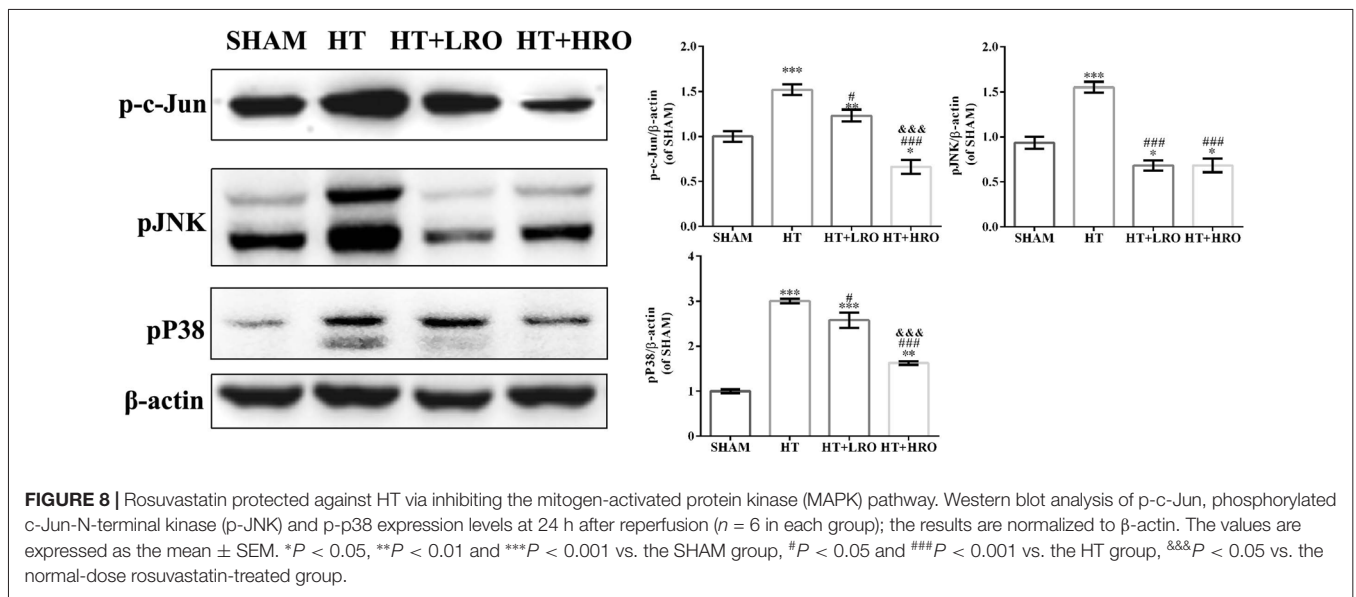 SHAM HT HT+LRO HT+HRO
p-c-Jun
pJNK
pP38
β-actin
p-c-Jun/β-actin
(of SHAM)
2.0
1.5
1.0
0.5
0.0
***
#
**
&&&
###
*
SHAM HT HT+LRO HT+HRO
pJNK/β-actin
(of SHAM)
2.0
1.5
1.0
0.5
0.0
***
###
*
###
*
SHAM HT HT+LRO HT+HRO
pP38/β-actin
(of SHAM)
4
3
2
1
0
***
#
***
&&&
###
**
SHAM HT HT+LRO HT+HRO
FIGURE 8 | Rosuvastatin protected against HT via inhibiting the mitogen-activated protein kinase (MAPK) pathway. Western blot analysis of p-c-Jun, phosphorylated
c-Jun-N-terminal kinase (p-JNK) and p-p38 expression levels at 24 h after reperfusion (n = 6 in each group); the results are normalized to β-actin. The values are
expressed as the mean ± SEM. *P < 0.05, **P < 0.01 and ***P < 0.001 vs. the SHAM group, #P < 0.05 and ###P < 0.001 vs. the HT group, &&&P < 0.05 vs. the
normal-dose rosuvastatin-treated group.